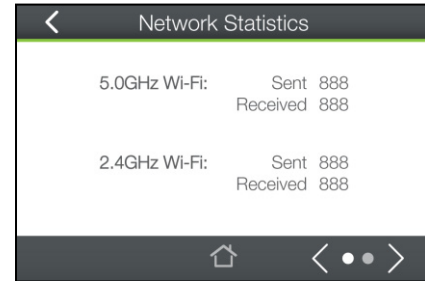 Network Statistics
5.0GHz Wi-Fi: Sent 888
Received 888
2.4GHz Wi-Fi: Sent 888
Received 888